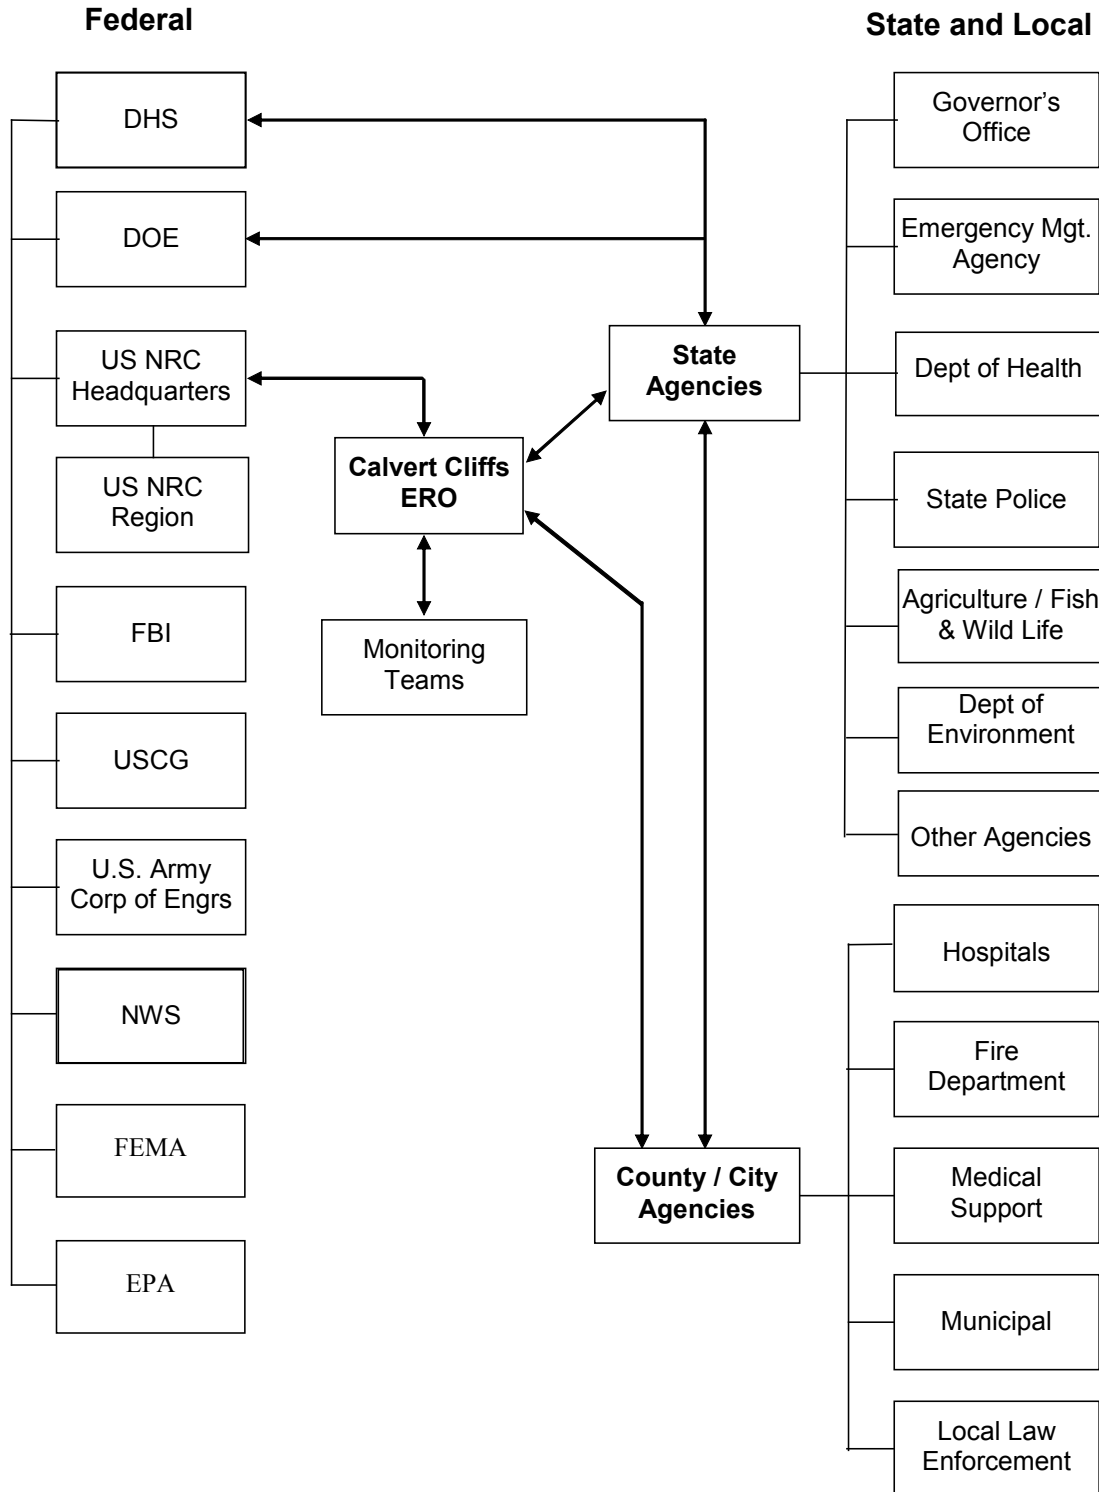 Federal
State and Local
DHS
DOE
US NRC
Headquarters
US NRC
Region
FBI
USCG
U.S. Army
Corp of Engrs
NWS
FEMA
EPA
Calvert Cliffs
ERO
Monitoring
Teams
State
Agencies
County / City
Agencies
Governor’s
Office
Emergency Mgt.
Agency
Dept of Health
State Police
Agriculture / Fish
& Wild Life
Dept of
Environment
Other Agencies
Hospitals
Fire
Department
Medical
Support
Municipal
Local Law
Enforcement